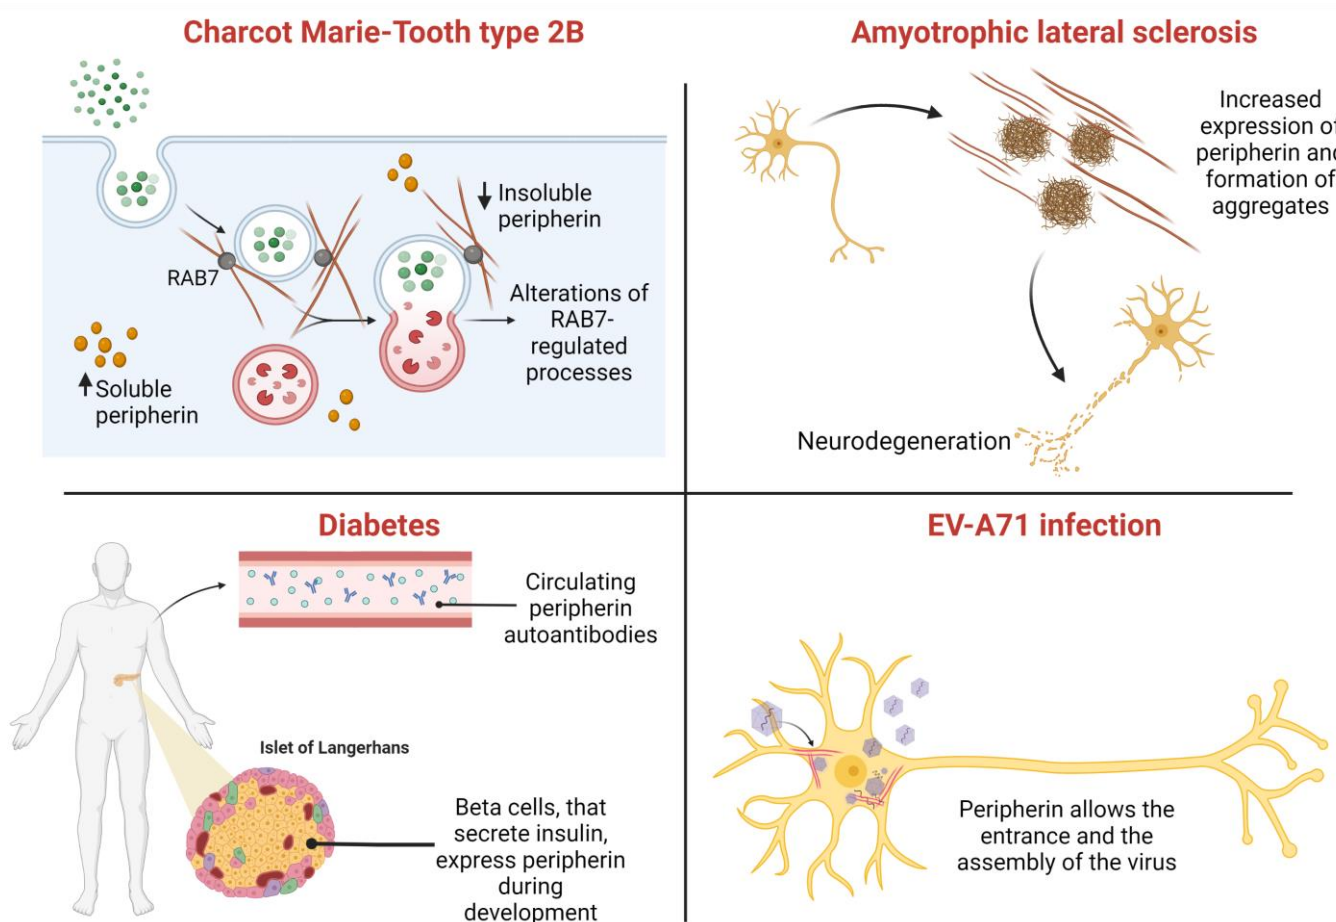 Charcot Marie-Tooth type 2B
Insoluble
peripherin
RAB7
Alterations of
RAB7-
regulated
processes
Soluble
peripherin
Amyotrophic lateral sclerosis
Increased
expression of
peripherin and
formation of
aggregates
Neurodegeneration
Diabetes
Circulating
peripherin
autoantibodies
Islet of Langerhans
Beta cells, that
secrete insulin,
express peripherin
during
development
EV-A71 infection
Peripherin allows the
entrance and the
assembly of the virus